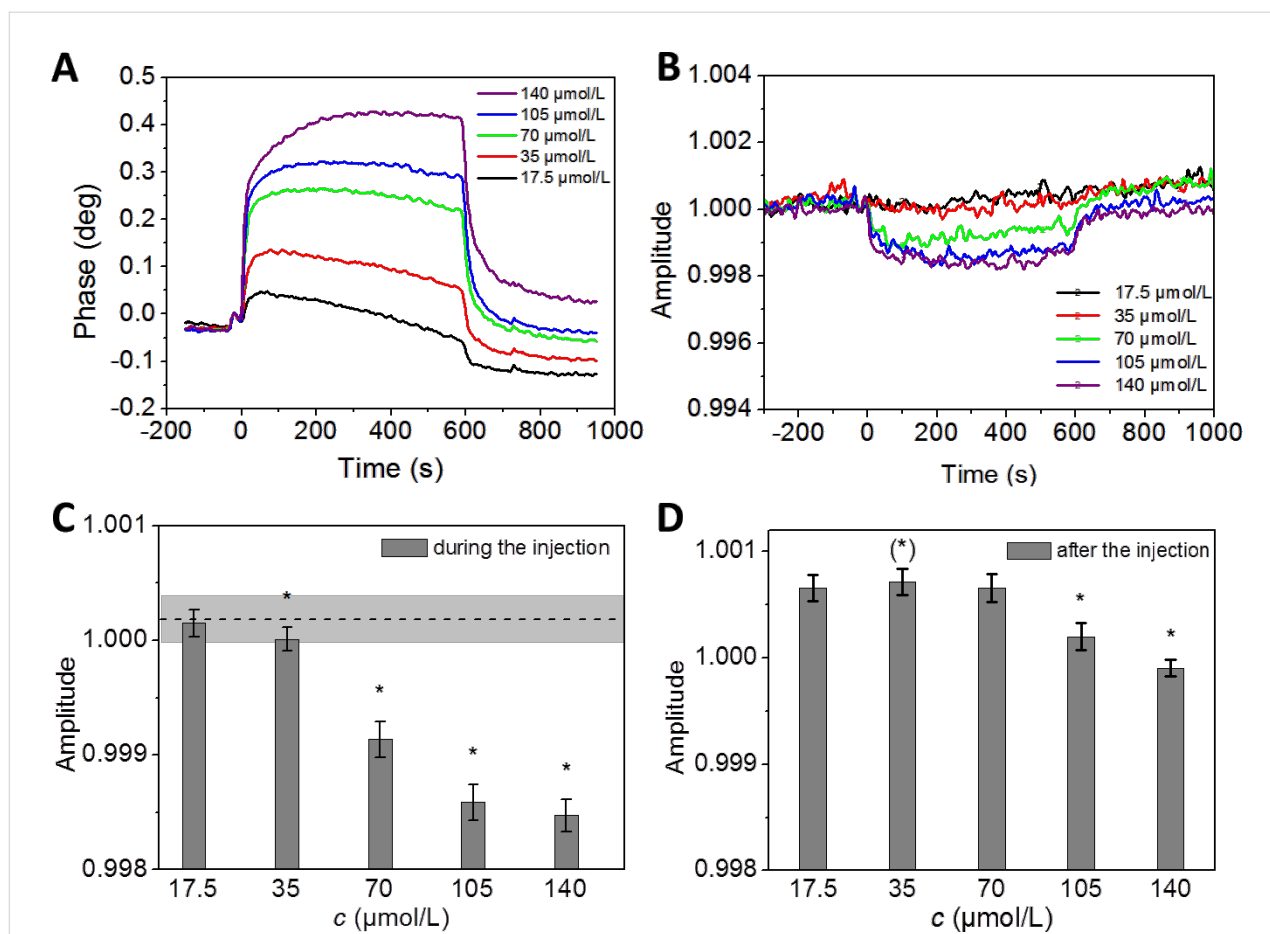 A
Phase (deg)
0.5
0.4
0.3
0.2
0.1
0.0
-0.1
-0.2
140 µmol/L
105 µmol/L
70 µmol/L
35 µmol/L
17.5 µmol/L
-200 0 200 400 600 800 1000
Time (s)
B
Amplitude
1.004
1.002
1.000
0.998
0.996
0.994
17.5 µmol/L
35 µmol/L
70 µmol/L
105 µmol/L
140 µmol/L
-200 0 200 400 600 800 1000
Time (s)
C
Amplitude
1.001
1.000
0.999
0.998
during the injection
*
*
*
*
17.5 35 70 105 140
c (µmol/L)
D
Amplitude
1.001
1.000
0.999
0.998
after the injection
(*)
*
*
17.5 35 70 105 140
c (µmol/L)